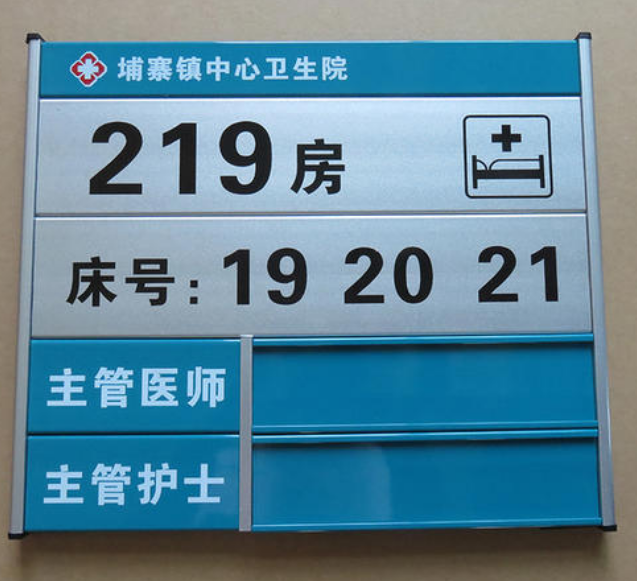 埔寨镇中心卫生院
219房
床号: 19 20 21
主管医师
主管护士